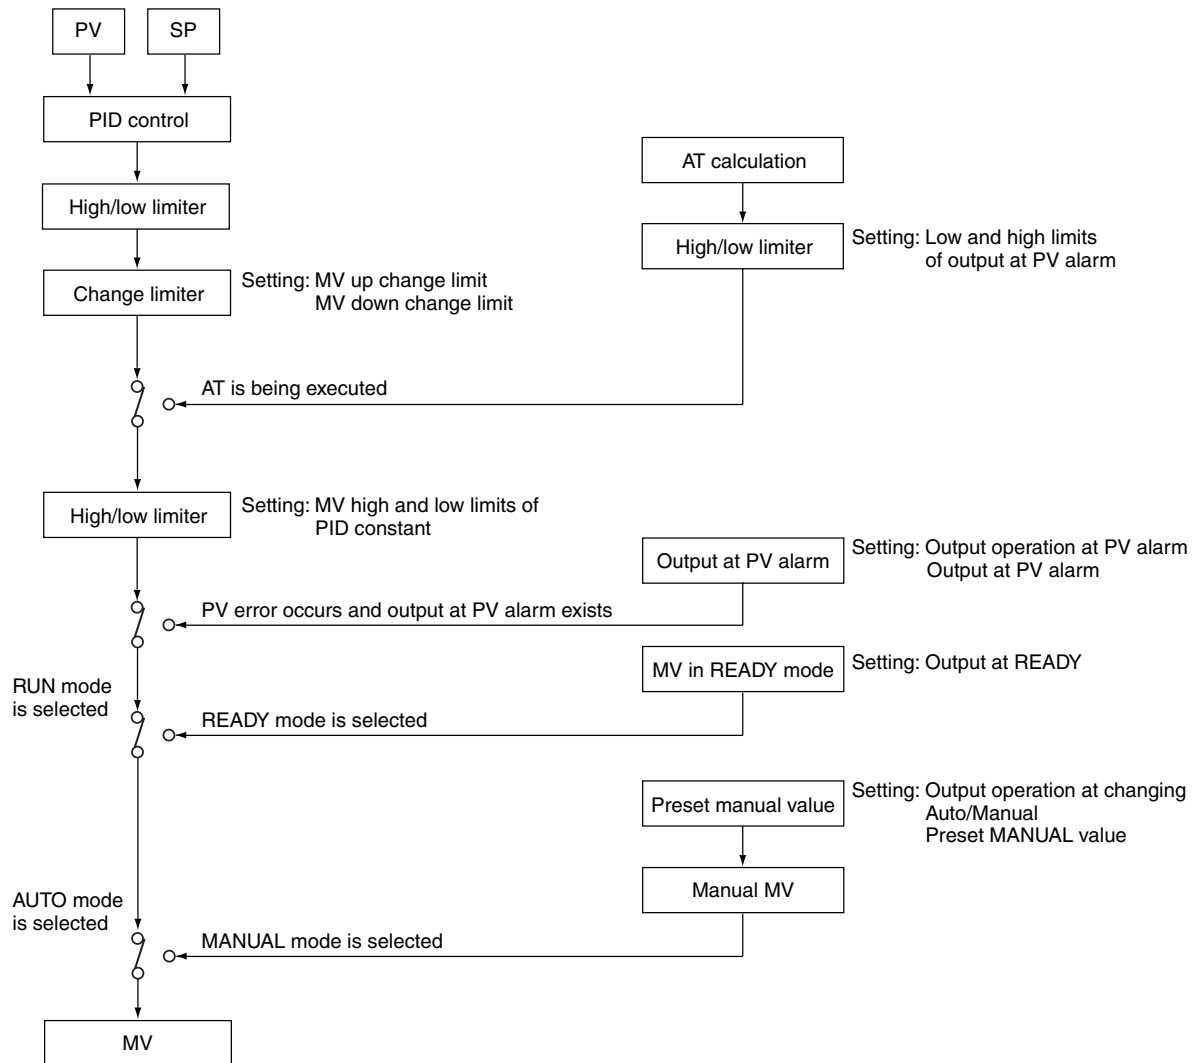 PV
SP
PID control
AT calculation
High/low limiter
High/low limiter
Setting: Low and high limits
of output at PV alarm
Change limiter
Setting: MV up change limit
MV down change limit
AT is being executed
High/low limiter
Setting: MV high and low limits of
PID constant
Output at PV alarm
Setting: Output operation at PV alarm
Output at PV alarm
PV error occurs and output at PV alarm exists
MV in READY mode
Setting: Output at READY
RUN mode
is selected
READY mode is selected
Preset manual value
Setting: Output operation at changing
Auto/Manual
Preset MANUAL value
Manual MV
AUTO mode
is selected
MANUAL mode is selected
MV